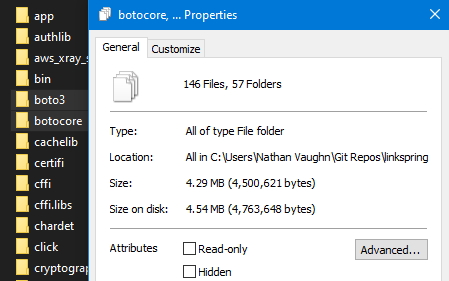 app
authlib
aws_xray_s
bin
boto3
botocore
cachelib
certifi
cffi
cffi.libs
chardet
click
cryptogra
botocore, ... Properties
General
Customize
146 Files, 57 Folders
Type: All of type File folder
Location: All in C:\Users\Nathan Vaughn\Git Repos\linkspring
Size: 4.29 MB (4,500,621 bytes)
Size on disk: 4.54 MB (4,763,648 bytes)
Attributes Read-only Advanced...
Hidden